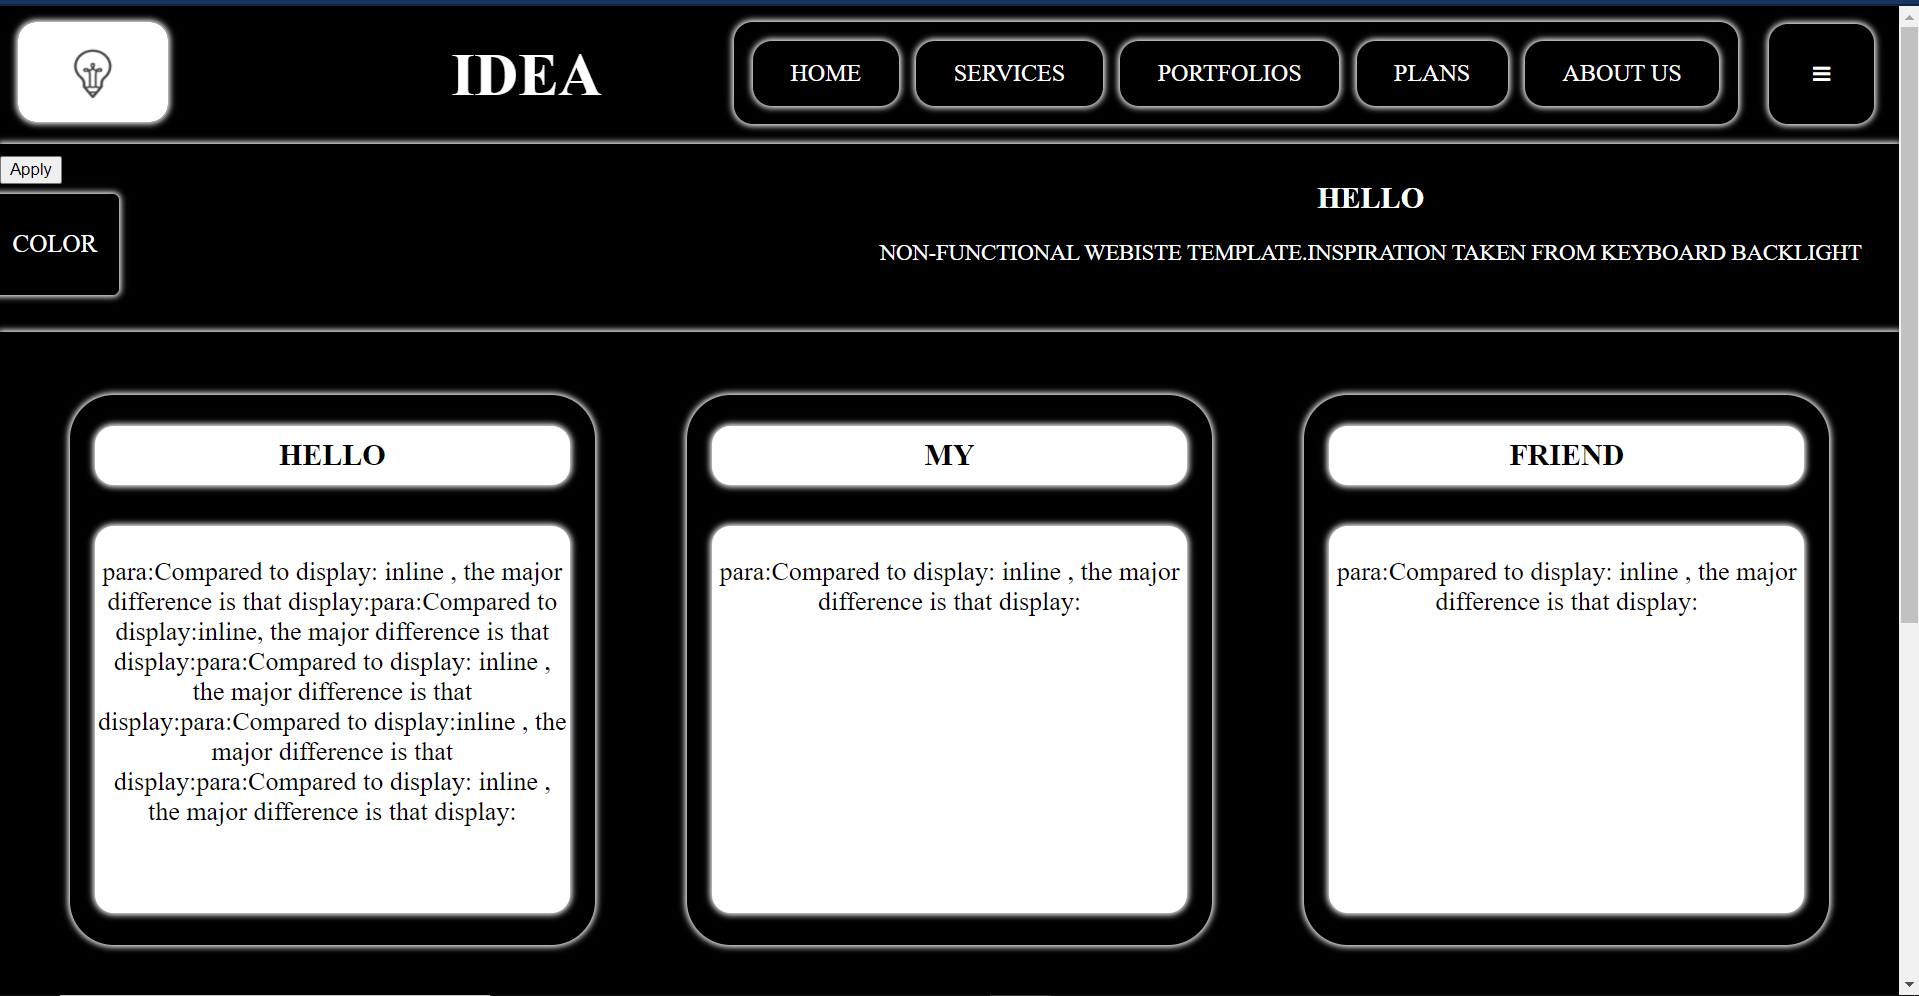 IDEA
HOME
SERVICES
PORTFOLIOS
PLANS
ABOUT US
Apply
COLOR
HELLO
NON-FUNCTIONAL WEBISTE TEMPLATE.INSPIRATION TAKEN FROM KEYBOARD BACKLIGHT
HELLO
para:Compared to display: inline , the major
difference is that display:para:Compared to
display:inline, the major difference is that
display:para:Compared to display: inline ,
the major difference is that
display:para:Compared to display:inline , the
major difference is that
display:para:Compared to display: inline ,
the major difference is that display:
MY
para:Compared to display: inline , the major
difference is that display:
FRIEND
para:Compared to display: inline , the major
difference is that display: